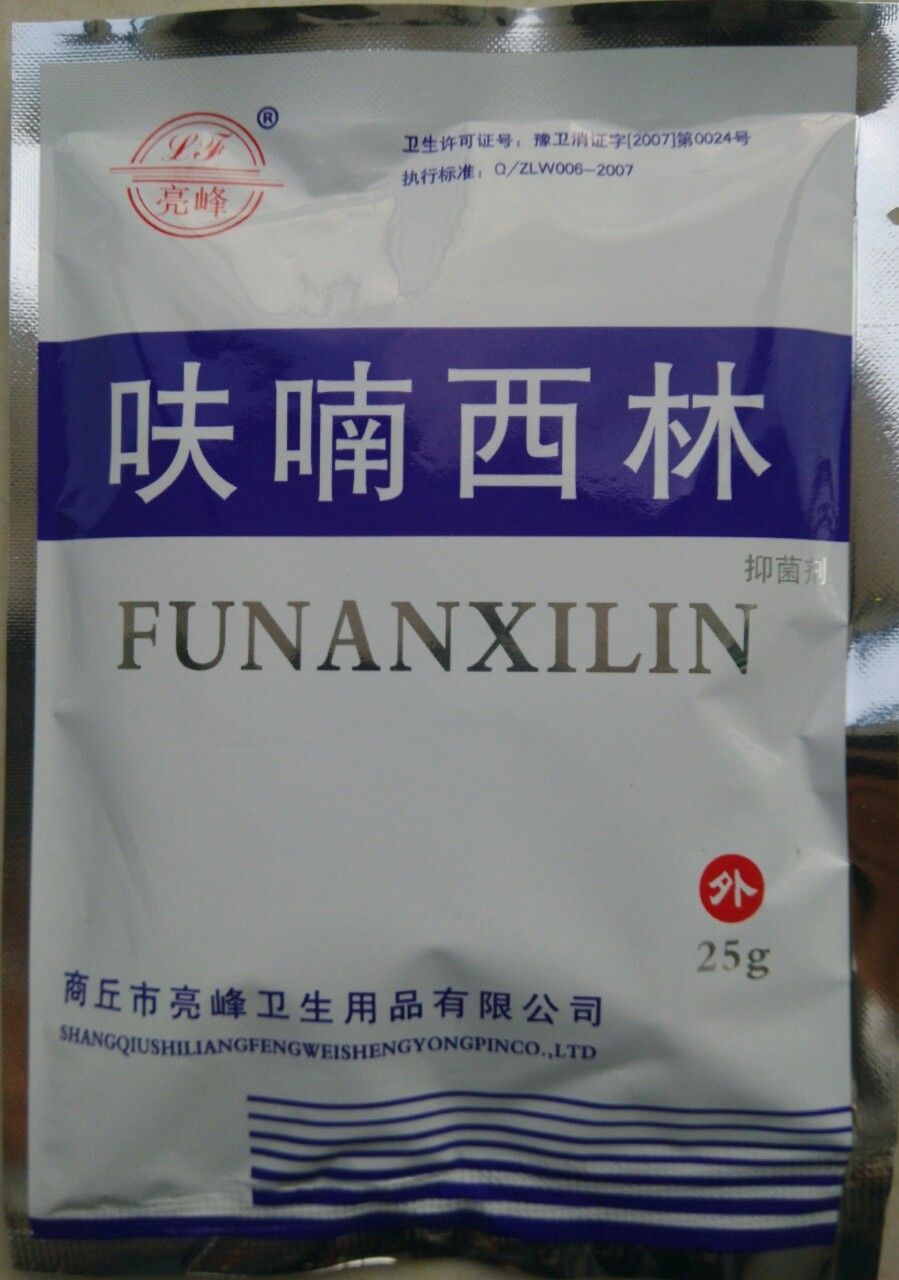 LF
亮峰
®
卫生许可证号：豫卫消证字[2007]第0024号
执行标准：Q/ZLW006-2007
呋喃西林
抑菌剂
FUNANXILIN
外
25g
商丘市亮峰卫生用品有限公司
SHANGQIUSHILIANGFENGWEISHENGYONGPINCO.,LTD